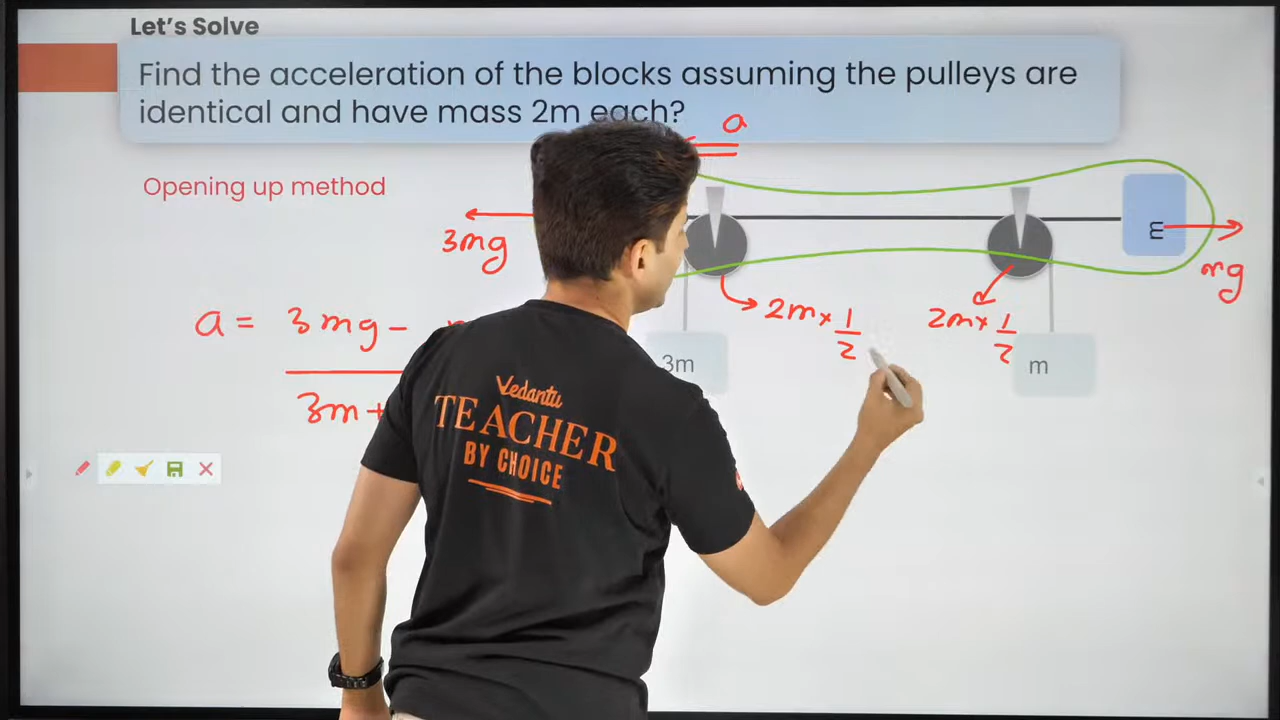 Let's Solve
Find the acceleration of the blocks assuming the pulleys are
identical and have mass 2m each?
a
Opening up method
3mg
m
mg
a = 3mg -
3m+
2m × 1/2
2m × 1/2
3m
m
Vedantu
TEACHER
BY CHOICE